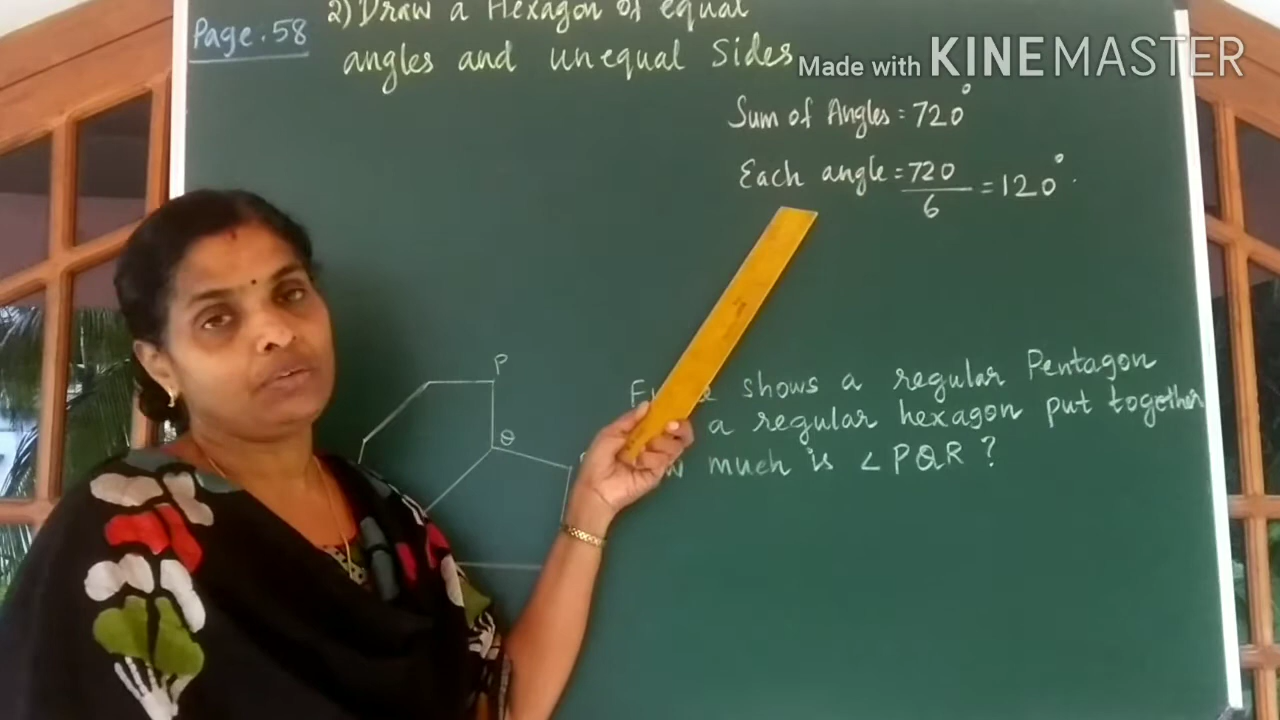 Page.58
2) Draw a Hexagon of equal
angles and unequal Sides
Made with KINEMASTER
Sum of Angles = 720°
Each angle = 720/6 = 120°.
P
Q
shows a regular Pentagon
a regular hexagon put together
much is ∠PQR ?